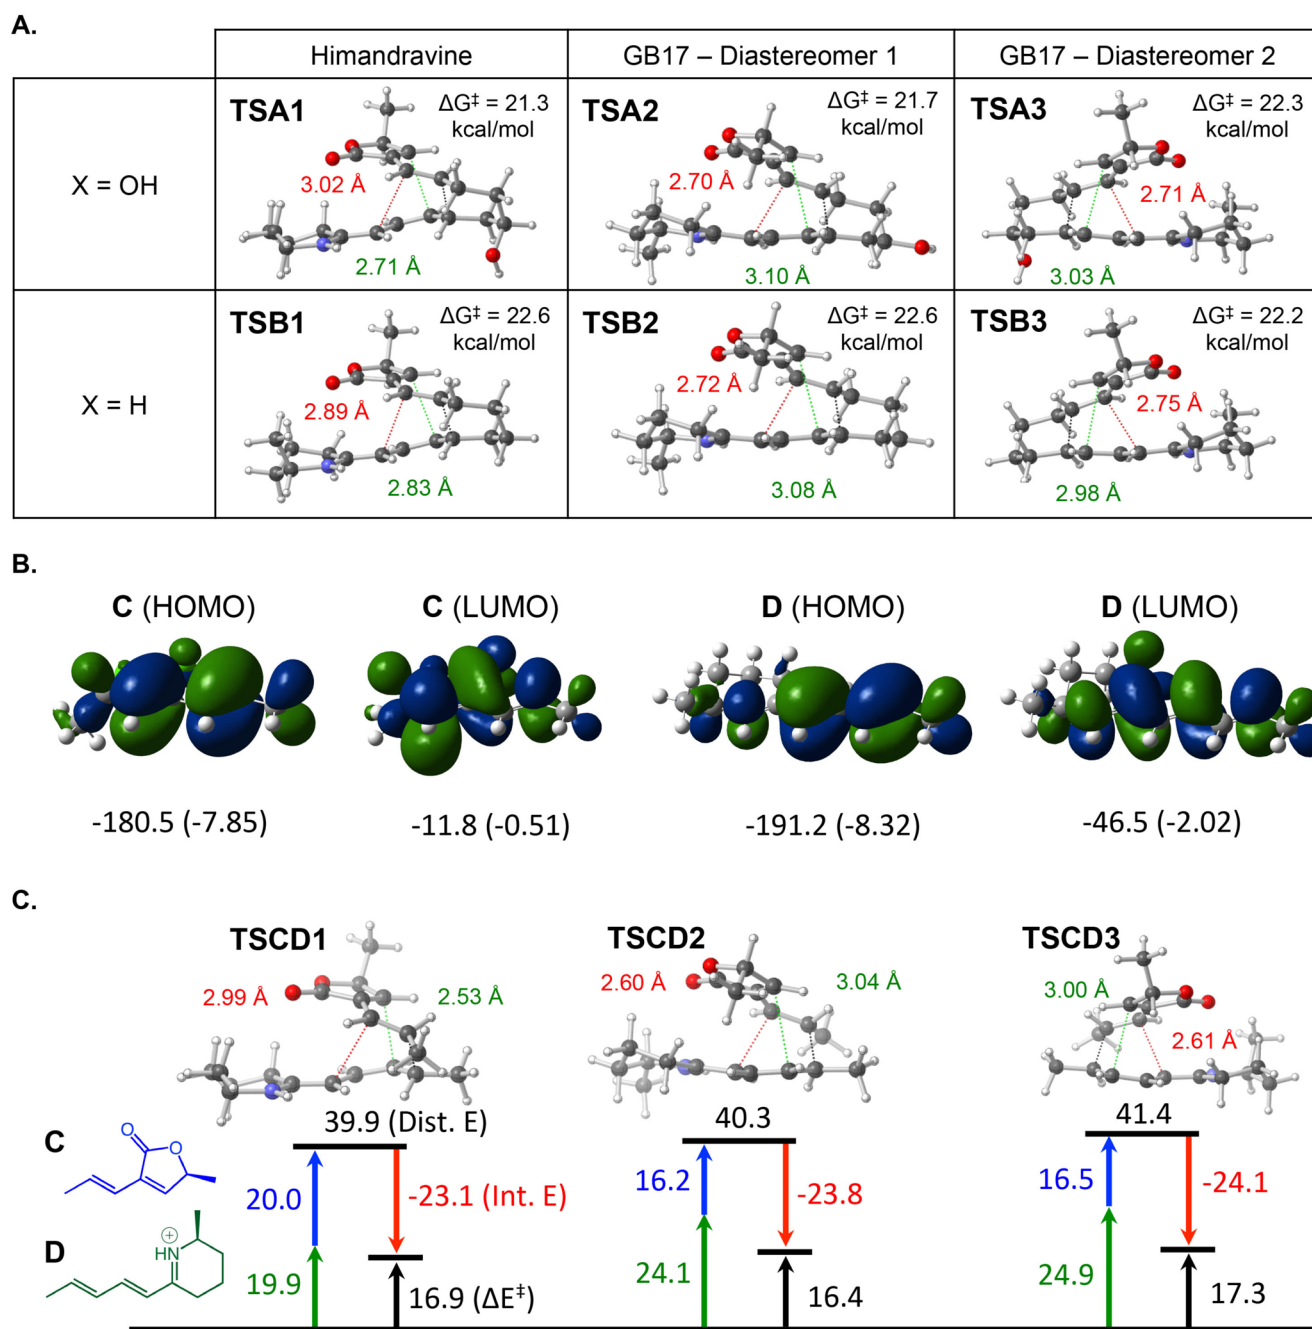 A.
Himandravine
GB17 – Diastereomer 1
GB17 – Diastereomer 2
X = OH
TSA1
ΔG‡ = 21.3
kcal/mol
3.02 Å
2.71 Å
TSA2
ΔG‡ = 21.7
kcal/mol
2.70 Å
3.10 Å
TSA3
ΔG‡ = 22.3
kcal/mol
2.71 Å
3.03 Å
X = H
TSB1
ΔG‡ = 22.6
kcal/mol
2.89 Å
2.83 Å
TSB2
ΔG‡ = 22.6
kcal/mol
2.72 Å
3.08 Å
TSB3
ΔG‡ = 22.2
kcal/mol
2.75 Å
2.98 Å
B.
C (HOMO)
C (LUMO)
D (HOMO)
D (LUMO)
-180.5 (-7.85)
-11.8 (-0.51)
-191.2 (-8.32)
-46.5 (-2.02)
C.
TSCD1
2.99 Å
2.53 Å
TSCD2
2.60 Å
3.04 Å
TSCD3
3.00 Å
2.61 Å
C
O
O
D
HN
+
39.9 (Dist. E)
20.0
-23.1 (Int. E)
19.9
16.9 (ΔE‡)
40.3
16.2
-23.8
24.1
16.4
41.4
16.5
-24.1
24.9
17.3